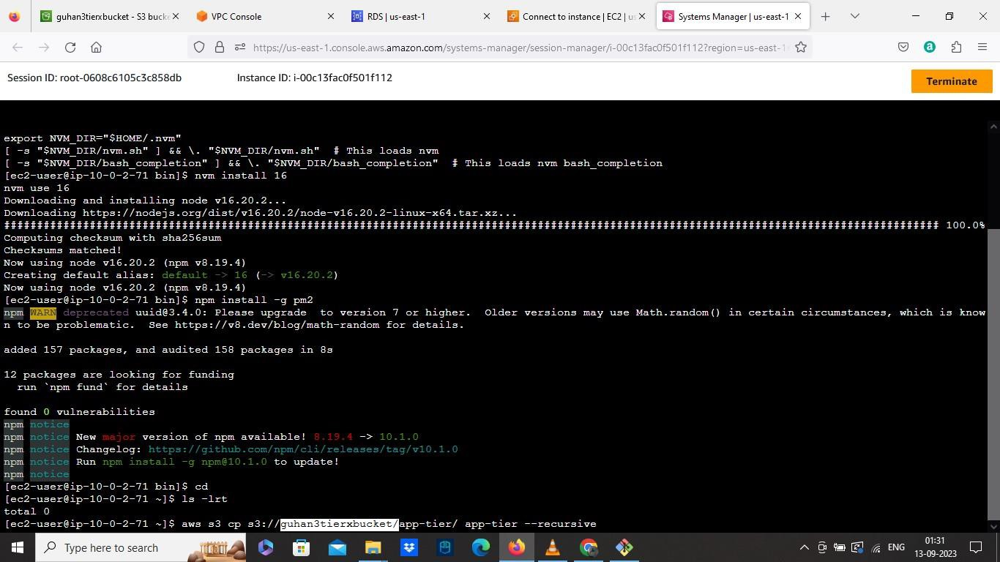 guhan3tierxbucket - S3 bucke
VPC Console
RDS | us-east-1
Connect to instance | EC2 | us
Systems Manager | us-east-1
https://us-east-1.console.aws.amazon.com/systems-manager/session-manager/i-00c13fac0f501f112?region=us-east-1
Session ID: root-0608c6105c3c858db
Instance ID: i-00c13fac0f501f112
Terminate
export NVM_DIR="$HOME/.nvm"
[ -s "$NVM_DIR/nvm.sh" ] && \. "$NVM_DIR/nvm.sh"  # This loads nvm
[ -s "$NVM_DIR/bash_completion" ] && \. "$NVM_DIR/bash_completion"  # This loads nvm bash_completion
[ec2-user@ip-10-0-2-71 bin]$ nvm install 16
nvm use 16
Downloading and installing node v16.20.2...
Downloading https://nodejs.org/dist/v16.20.2/node-v16.20.2-linux-x64.tar.xz...
############################################################################################################################################## 100.0%
Computing checksum with sha256sum
Checksums matched!
Now using node v16.20.2 (npm v8.19.4)
Creating default alias: default -> 16 (-> v16.20.2)
Now using node v16.20.2 (npm v8.19.4)
[ec2-user@ip-10-0-2-71 bin]$ npm install -g pm2
npm WARN deprecated uuid@3.4.0: Please upgrade  to version 7 or higher.  Older versions may use Math.random() in certain circumstances, which is know
n to be problematic.  See https://v8.dev/blog/math-random for details.
added 157 packages, and audited 158 packages in 8s
12 packages are looking for funding
  run `npm fund` for details
found 0 vulnerabilities
npm notice
npm notice New major version of npm available! 8.19.4 -> 10.1.0
npm notice Changelog: https://github.com/npm/cli/releases/tag/v10.1.0
npm notice Run npm install -g npm@10.1.0 to update!
npm notice
[ec2-user@ip-10-0-2-71 bin]$ cd
[ec2-user@ip-10-0-2-71 ~]$ ls -lrt
total 0
[ec2-user@ip-10-0-2-71 ~]$ aws s3 cp s3://guhan3tierxbucket/app-tier/ app-tier --recursive
Type here to search
ENG
01:31
13-09-2023